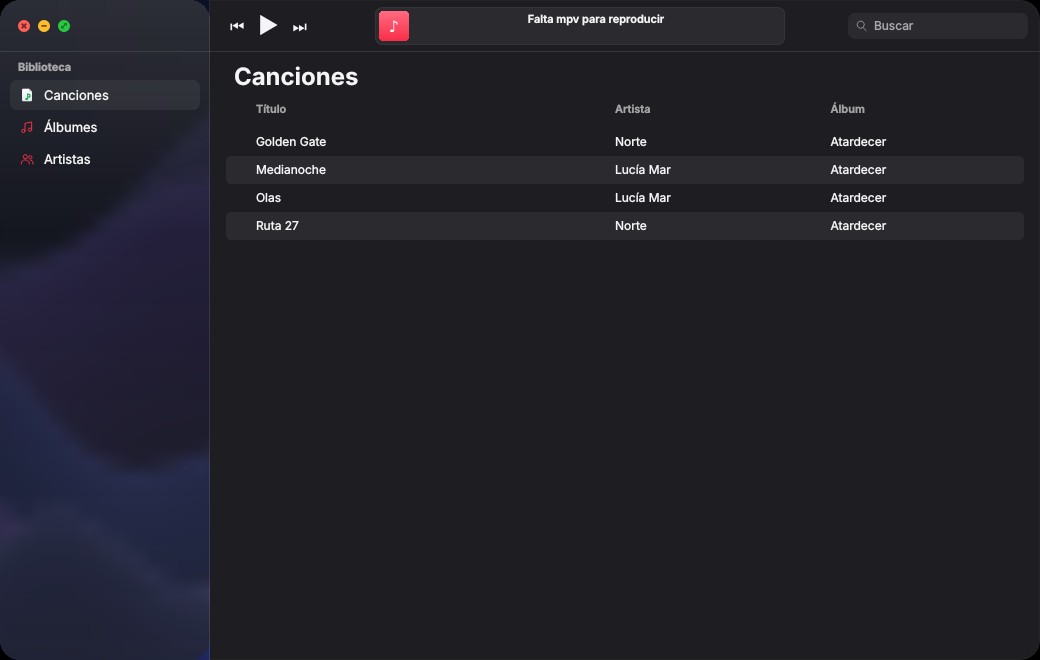 Falta mpv para reproducir
Buscar
Biblioteca
Canciones
Álbumes
Artistas
Canciones
Título Artista Álbum
Golden Gate Norte Atardecer
Medianoche Lucía Mar Atardecer
Olas Lucía Mar Atardecer
Ruta 27 Norte Atardecer